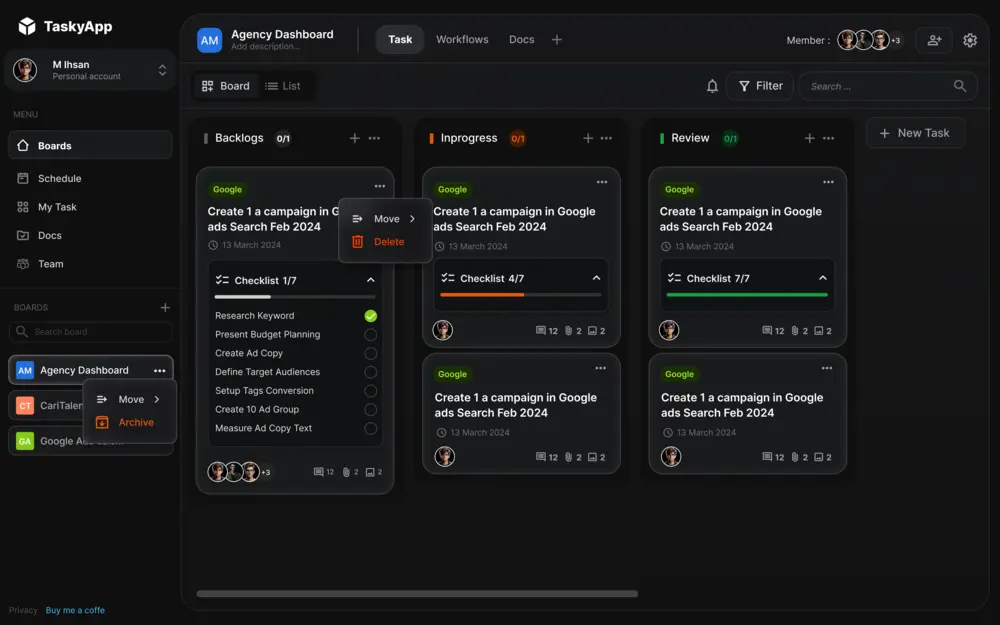 TaskyApp
M Ihsan
Personal account
MENU
Boards
Schedule
My Task
Docs
Team
BOARDS
Search board
AM Agency Dashboard
Move
Archive
CT
GA Google
Privacy Buy me a coffe
AM
Agency Dashboard
Add description...
Task Workflows Docs
Member : +3
Board List
Filter
Search ...
Backlogs 0/1
Google
Create 1 a campaign in G
ads Search Feb 2024
13 March 2024
Move
Delete
Checklist 1/7
Research Keyword
Present Budget Planning
Create Ad Copy
Define Target Audiences
Setup Tags Conversion
Create 10 Ad Group
Measure Ad Copy Text
+3 12 2 2
Inprogress 0/1
Google
Create 1 a campaign in Google
ads Search Feb 2024
13 March 2024
Checklist 4/7
12 2 2
Google
Create 1 a campaign in Google
ads Search Feb 2024
13 March 2024
12 2 2
Review 0/1
Google
Create 1 a campaign in Google
ads Search Feb 2024
13 March 2024
Checklist 7/7
12 2 2
Google
Create 1 a campaign in Google
ads Search Feb 2024
13 March 2024
12 2 2
New Task